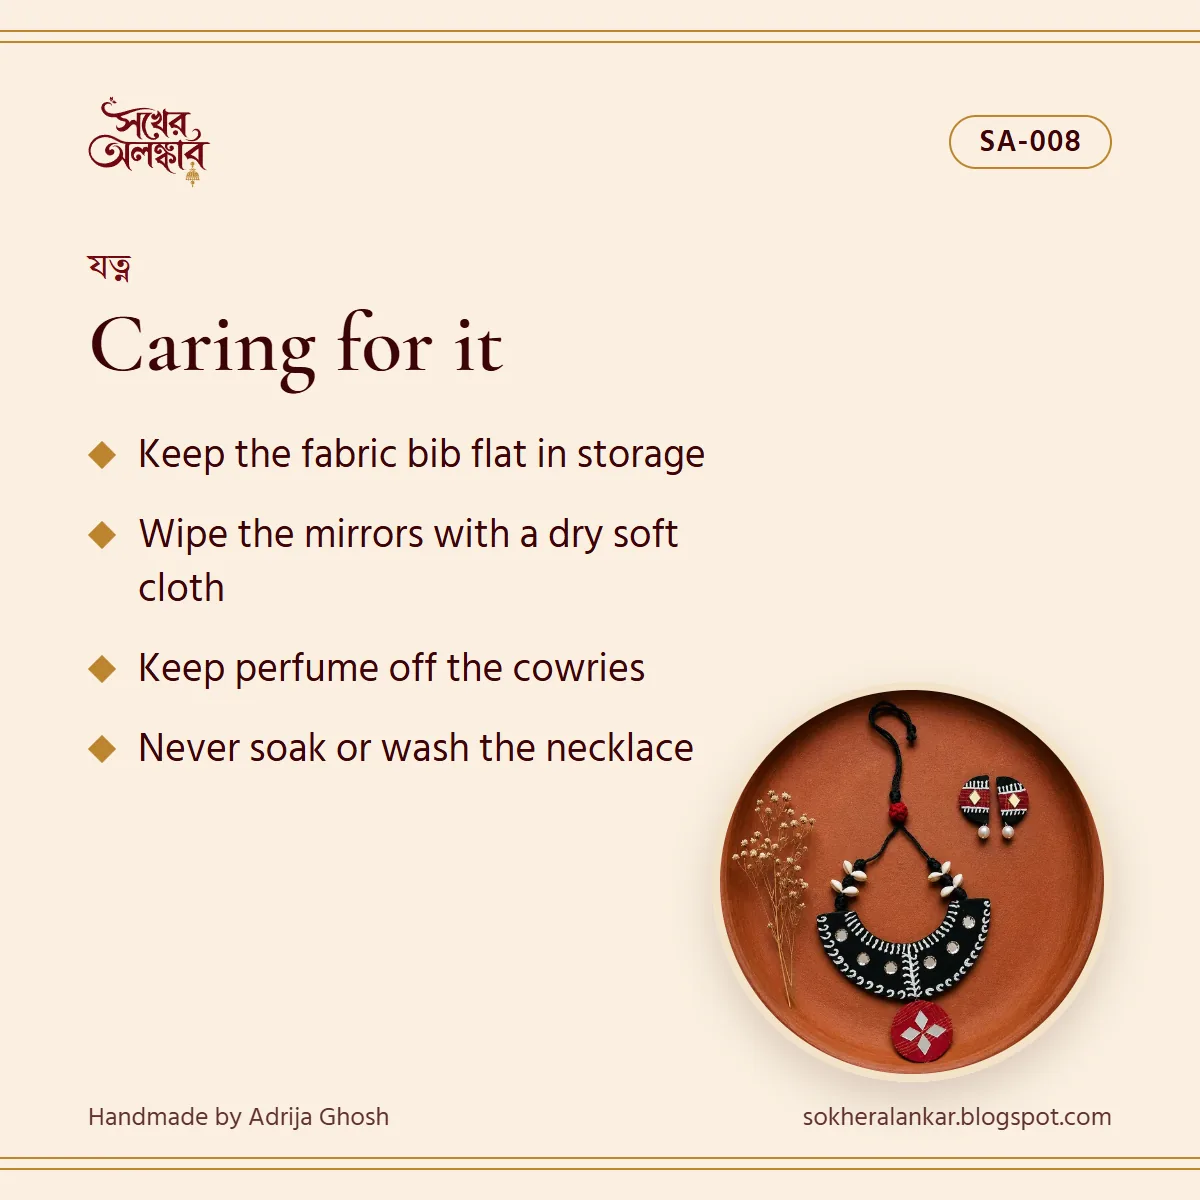 সখের
অলঙ্কার
SA-008
যত্ন
Caring for it
Keep the fabric bib flat in storage
Wipe the mirrors with a dry soft
cloth
Keep perfume off the cowries
Never soak or wash the necklace
Handmade by Adrija Ghosh
sokheralankar.blogspot.com